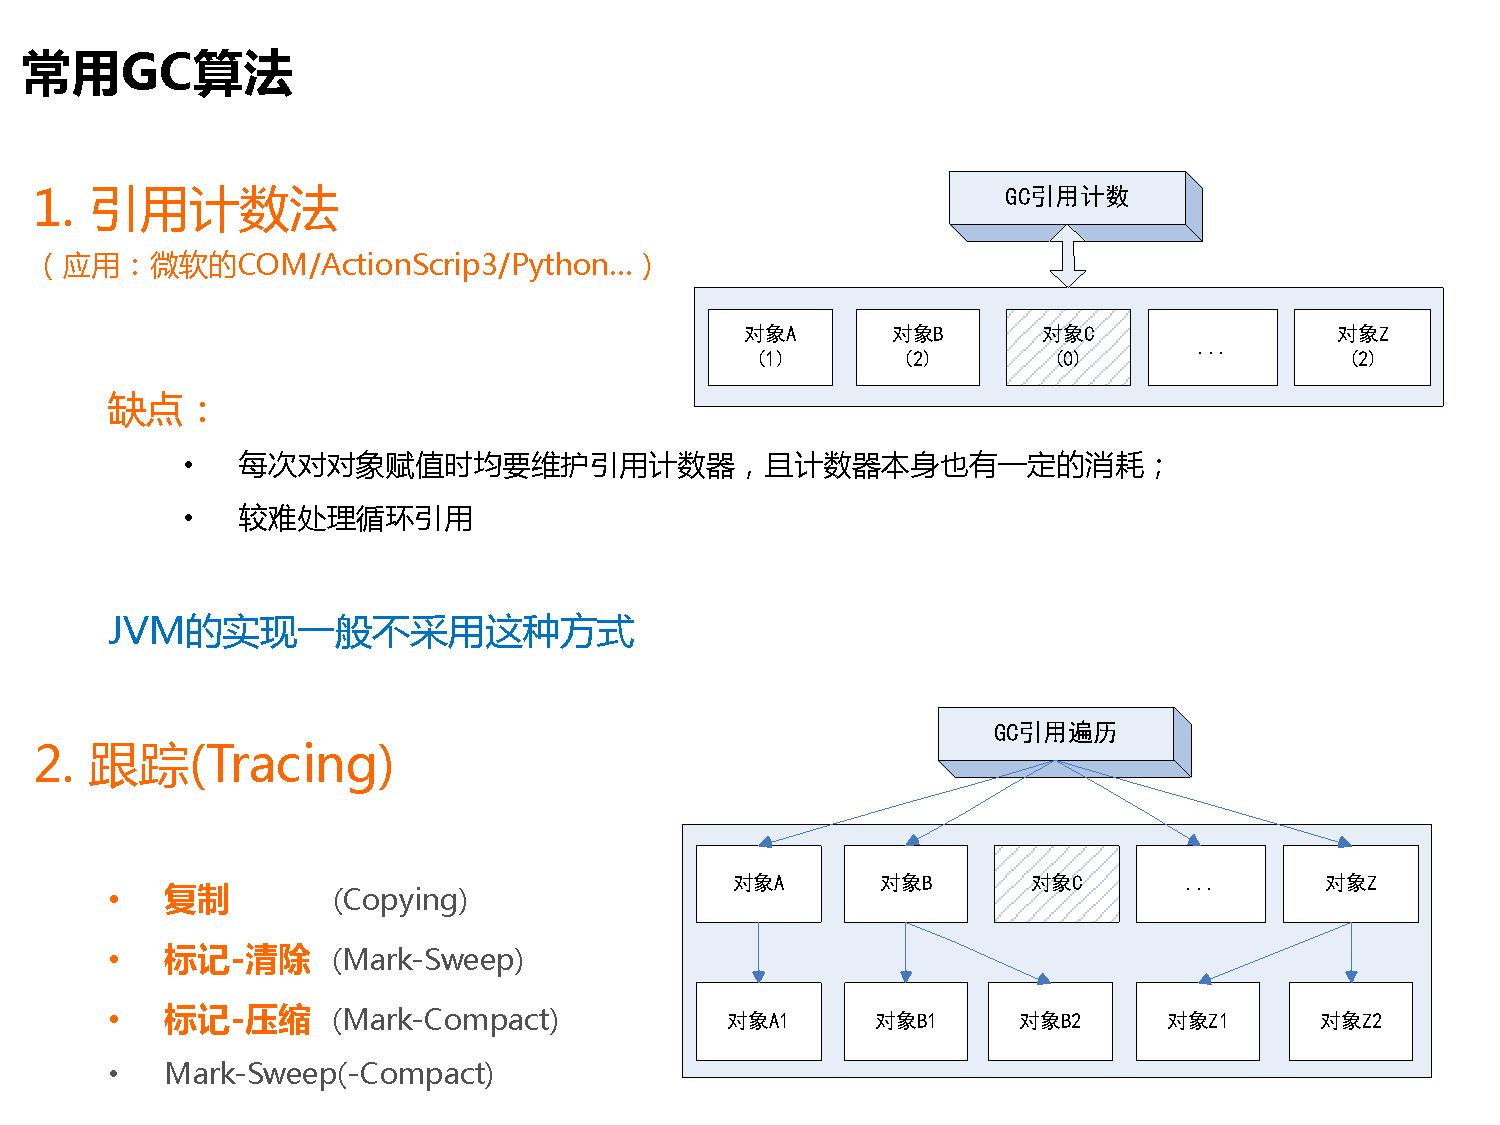 常用GC算法
1. 引用计数法
（应用：微软的COM/ActionScrip3/Python...）
GC引用计数
对象A
(1)
对象B
(2)
对象C
(0)
...
对象Z
(2)
缺点：
• 每次对对象赋值时均要维护引用计数器，且计数器本身也有一定的消耗；
• 较难处理循环引用
JVM的实现一般不采用这种方式
2. 跟踪(Tracing)
• 复制 (Copying)
• 标记-清除 (Mark-Sweep)
• 标记-压缩 (Mark-Compact)
• Mark-Sweep(-Compact)
GC引用遍历
对象A
对象B
对象C
...
对象Z
对象A1
对象B1
对象B2
对象Z1
对象Z2